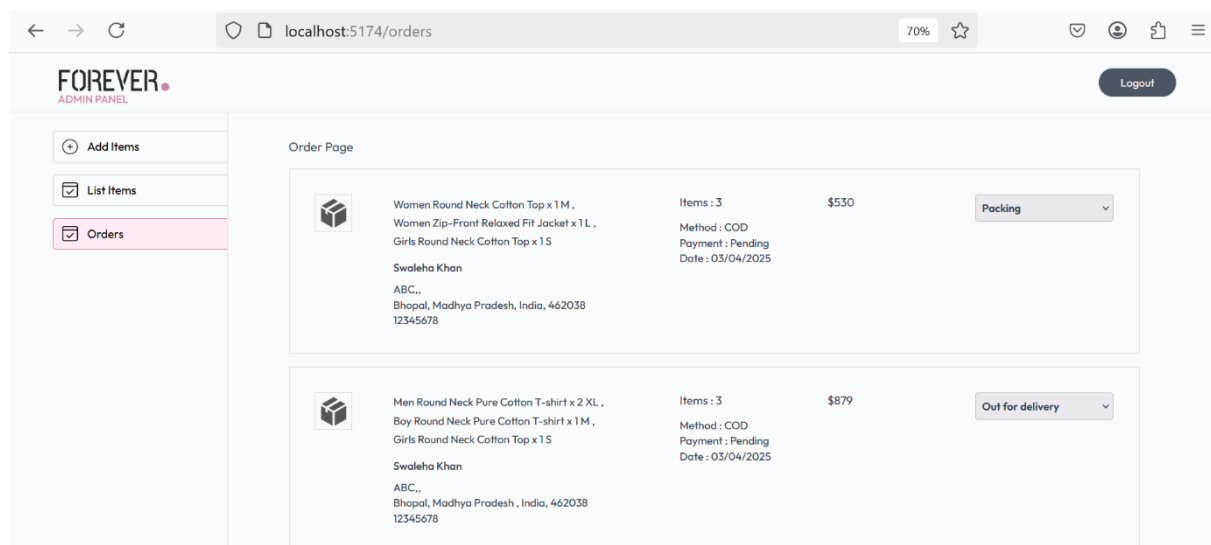 localhost:5174/orders
70%
FOREVER.
ADMIN PANEL
Logout
Add Items
List Items
Orders
Order Page
Women Round Neck Cotton Top x 1 M ,
Women Zip-Front Relaxed Fit Jacket x 1 L ,
Girls Round Neck Cotton Top x 1 S
Swaleha Khan
ABC,,
Bhopal, Madhya Pradesh, India, 462038
12345678
Items : 3
Method : COD
Payment : Pending
Date : 03/04/2025
$530
Packing
Men Round Neck Pure Cotton T-shirt x 2 XL ,
Boy Round Neck Pure Cotton T-shirt x 1 M ,
Girls Round Neck Cotton Top x 1 S
Swaleha Khan
ABC,,
Bhopal, Madhya Pradesh , India, 462038
12345678
Items : 3
Method : COD
Payment : Pending
Date : 03/04/2025
$879
Out for delivery